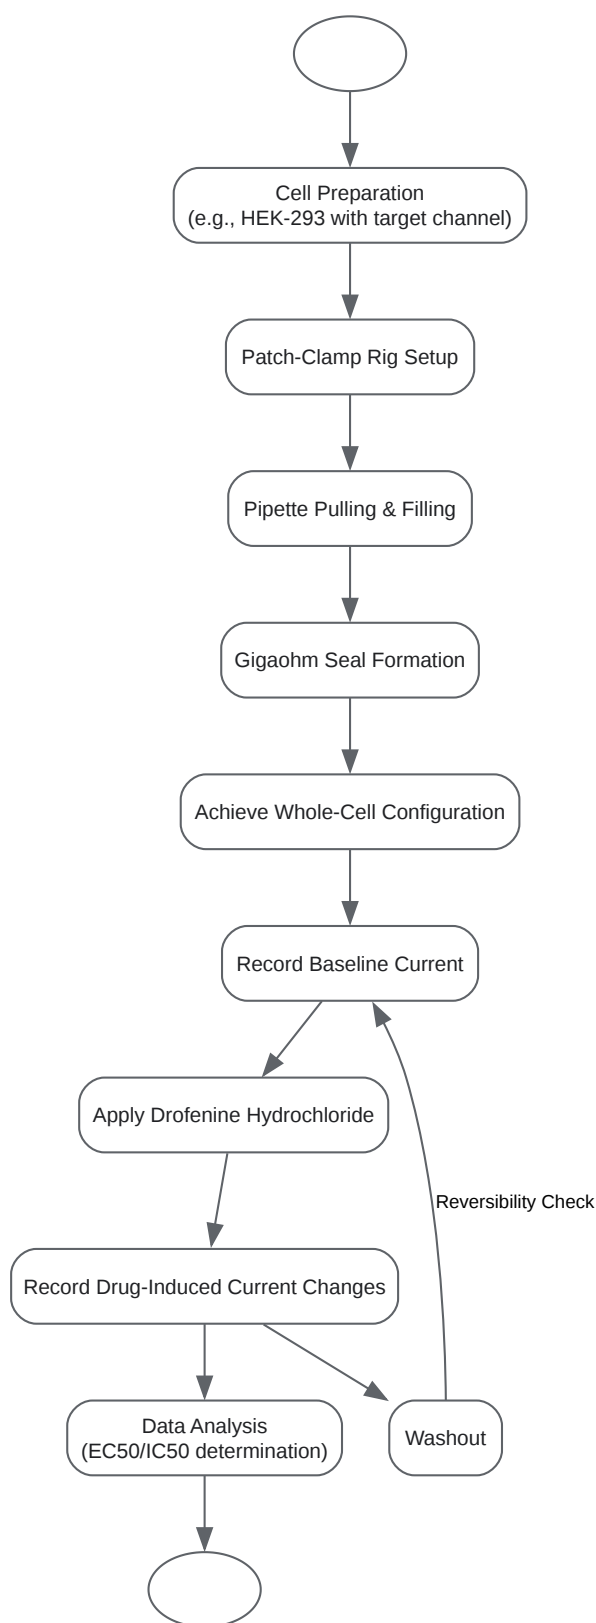 Cell Preparation
(e.g., HEK-293 with target channel)
Patch-Clamp Rig Setup
Pipette Pulling & Filling
Gigaohm Seal Formation
Achieve Whole-Cell Configuration
Record Baseline Current
Apply Drofenine Hydrochloride
Reversibility Check
Record Drug-Induced Current Changes
Data Analysis
(EC50/IC50 determination)
Washout